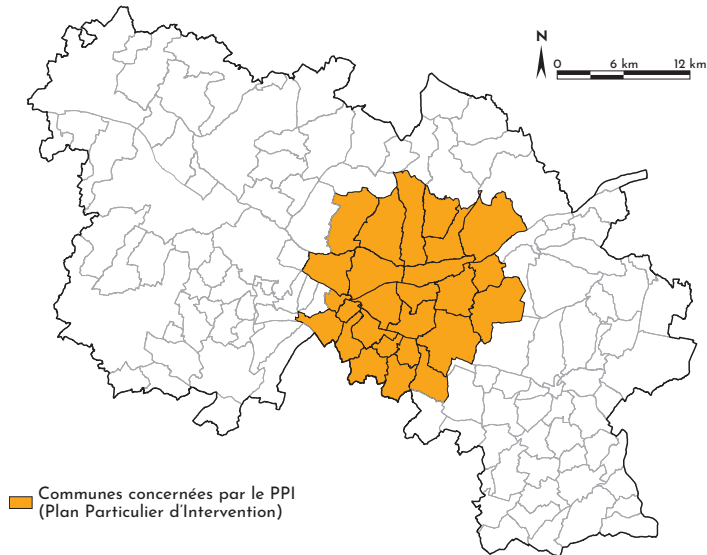 N
0 6 km 12 km
Communes concernées par le PPI
(Plan Particulier d'Intervention)